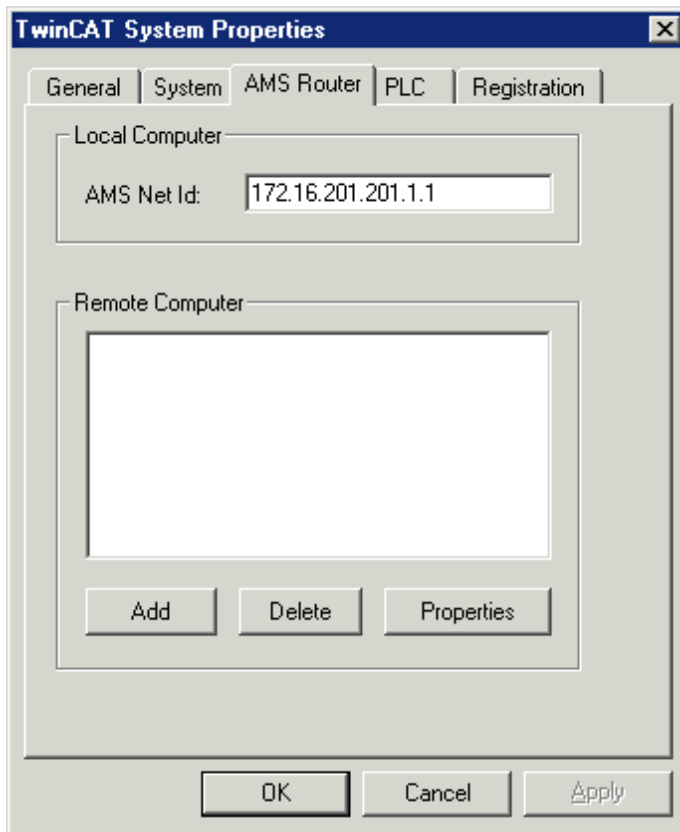 TwinCAT System Properties
General System AMS Router PLC Registration
Local Computer
AMS Net Id: 172.16.201.201.1.1
Remote Computer
Add Delete Properties
OK Cancel Apply